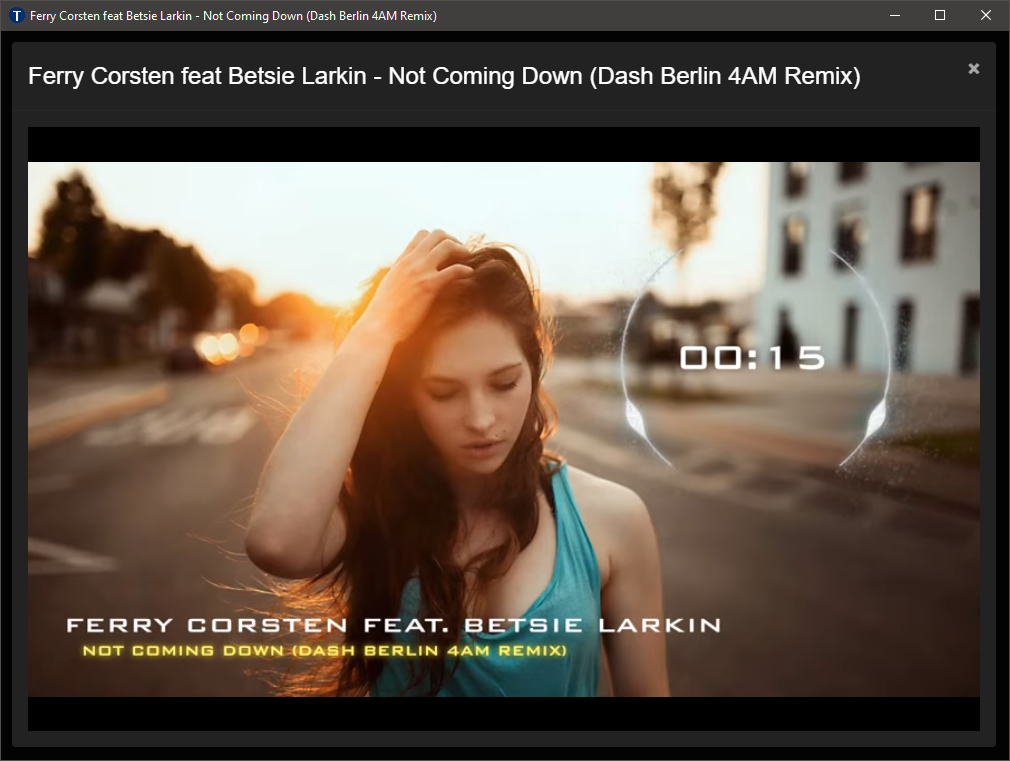 T Ferry Corsten feat Betsie Larkin - Not Coming Down (Dash Berlin 4AM Remix)
Ferry Corsten feat Betsie Larkin - Not Coming Down (Dash Berlin 4AM Remix)
00:15
FERRY CORSTEN FEAT. BETSIE LARKIN
NOT COMING DOWN (DASH BERLIN 4AM REMIX)